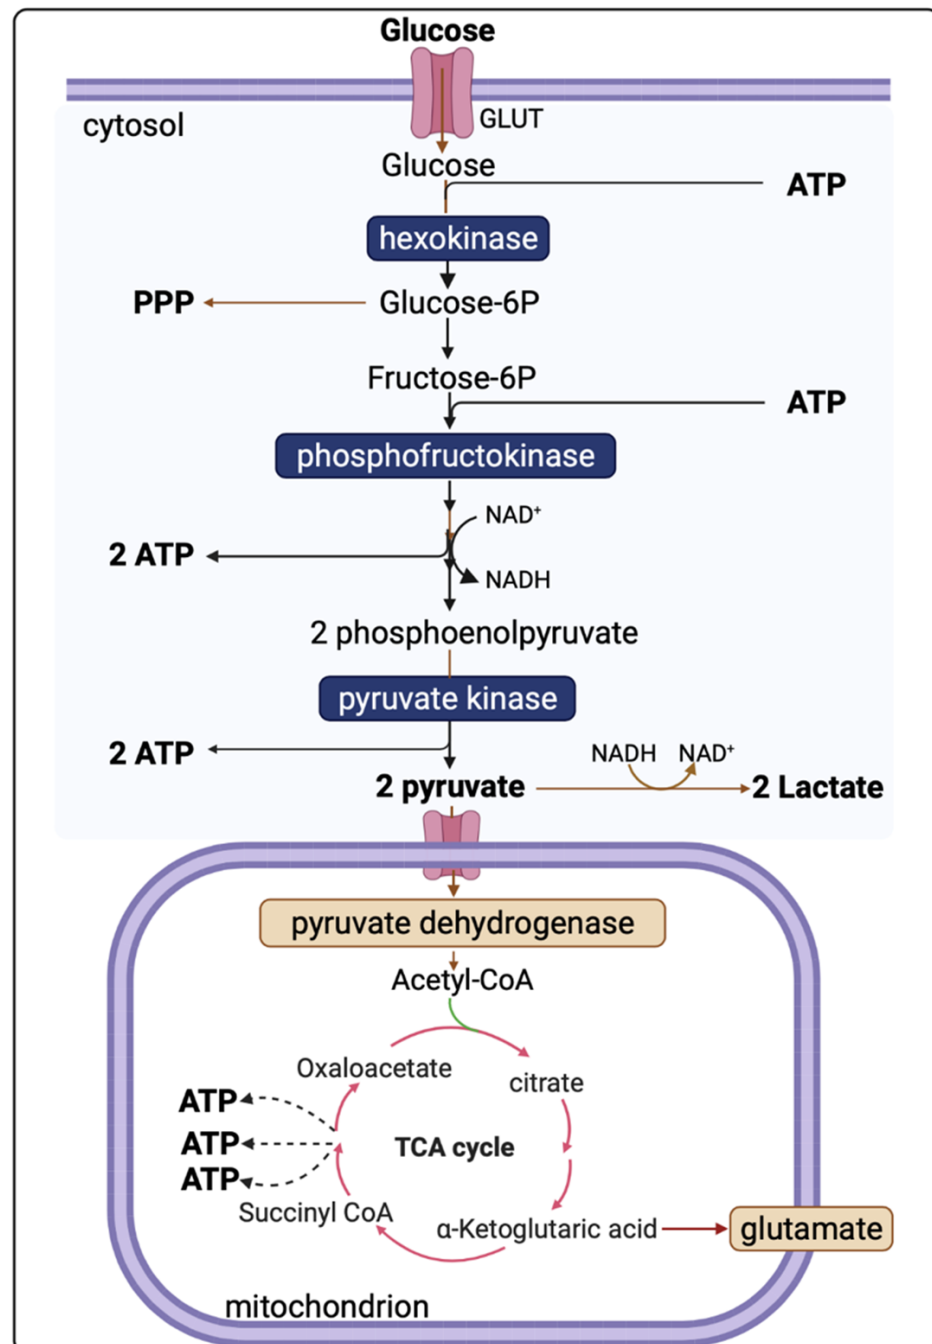 Glucose
GLUT
cytosol
Glucose
ATP
hexokinase
PPP
Glucose-6P
Fructose-6P
ATP
phosphofructokinase
NAD⁺
2 ATP
NADH
2 phosphoenolpyruvate
pyruvate kinase
2 ATP
NADH NAD⁺
2 pyruvate
2 Lactate
pyruvate dehydrogenase
Acetyl-CoA
Oxaloacetate
citrate
ATP
ATP
TCA cycle
ATP
Succinyl CoA
α-Ketoglutaric acid
glutamate
mitochondrion